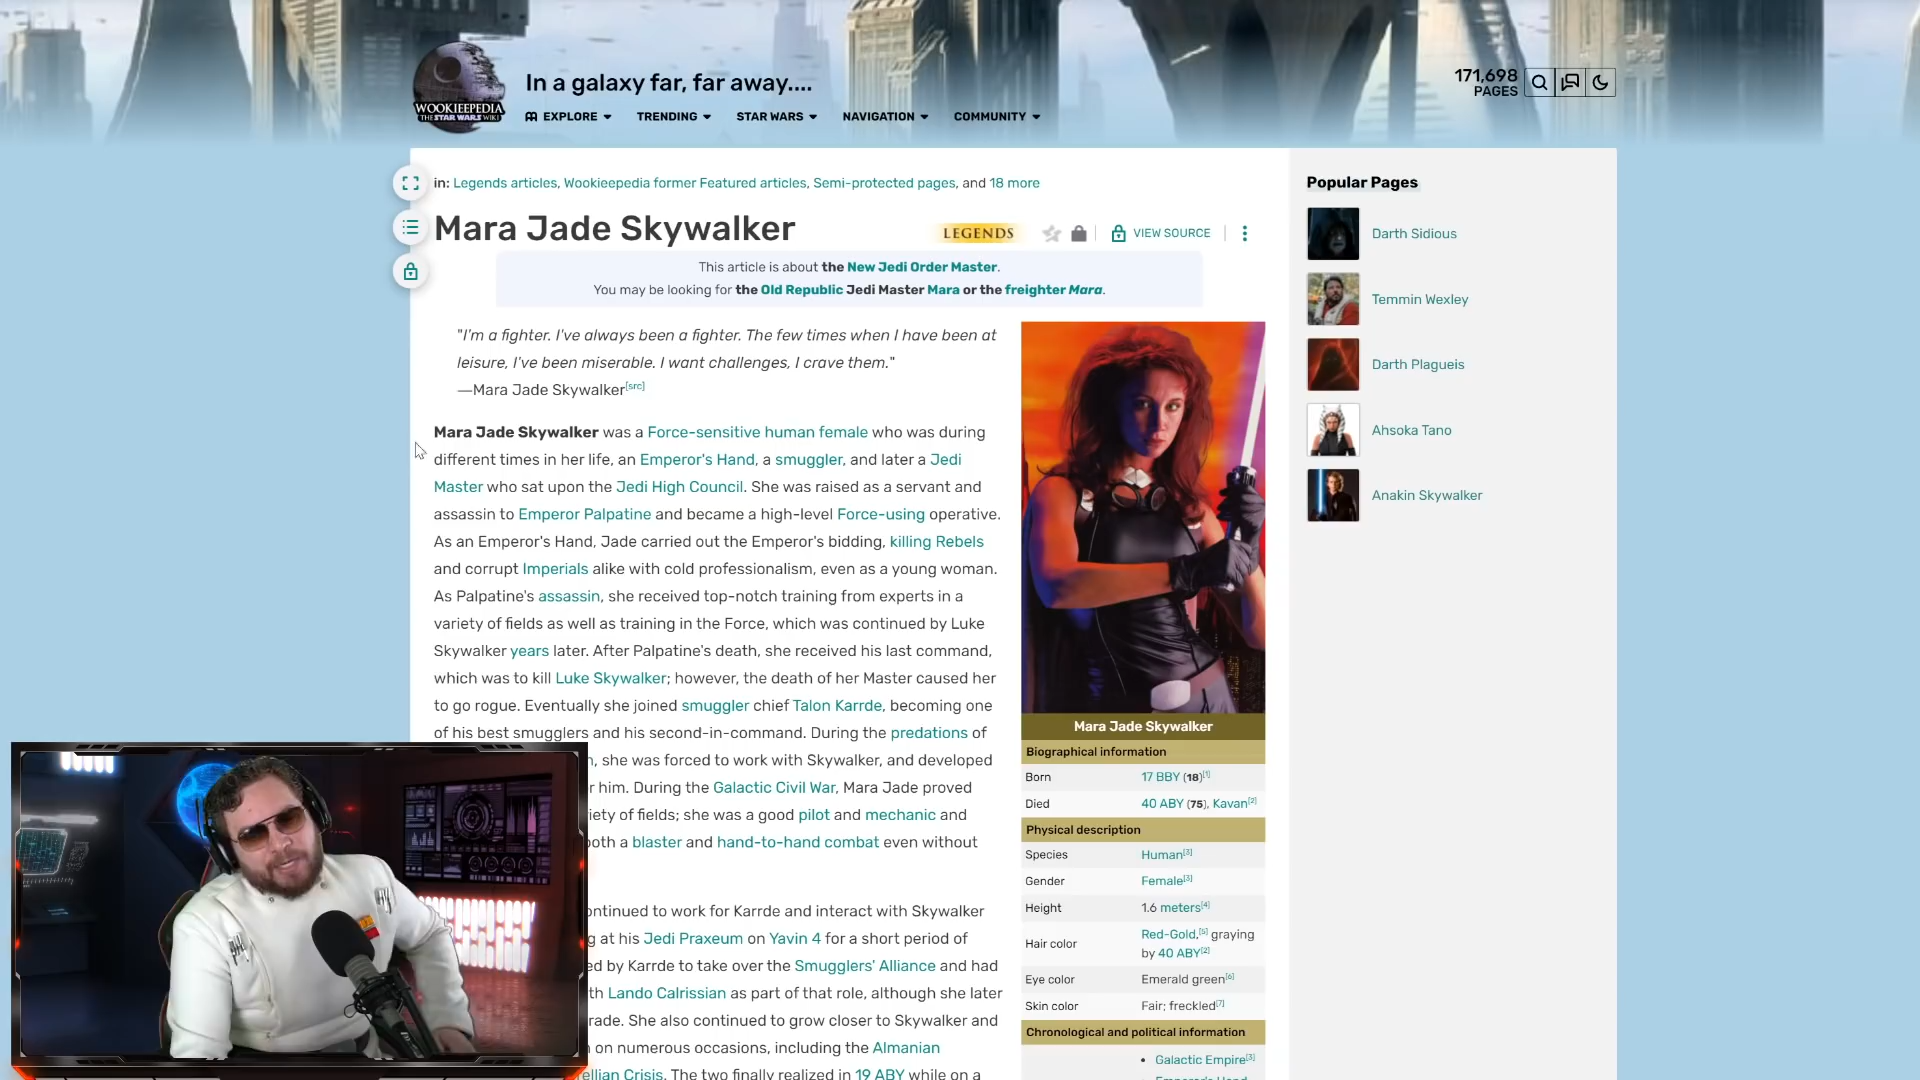 WOOKIEEPEDIA
THE STAR WARS WIKI
In a galaxy far, far away....
EXPLORE
TRENDING
STAR WARS
NAVIGATION
COMMUNITY
171,698
PAGES
in: Legends articles, Wookieepedia former Featured articles, Semi-protected pages, and 18 more
Mara Jade Skywalker
LEGENDS
VIEW SOURCE
This article is about the New Jedi Order Master.
You may be looking for the Old Republic Jedi Master Mara or the freighter Mara.
"I'm a fighter. I've always been a fighter. The few times when I have been at
leisure, I've been miserable. I want challenges, I crave them."
—Mara Jade Skywalker[src]
Mara Jade Skywalker was a Force-sensitive human female who was during
different times in her life, an Emperor's Hand, a smuggler, and later a Jedi
Master who sat upon the Jedi High Council. She was raised as a servant and
assassin to Emperor Palpatine and became a high-level Force-using operative.
As an Emperor's Hand, Jade carried out the Emperor's bidding, killing Rebels
and corrupt Imperials alike with cold professionalism, even as a young woman.
As Palpatine's assassin, she received top-notch training from experts in a
variety of fields as well as training in the Force, which was continued by Luke
Skywalker years later. After Palpatine's death, she received his last command,
which was to kill Luke Skywalker; however, the death of her Master caused her
to go rogue. Eventually she joined smuggler chief Talon Karrde, becoming one
of his best smugglers and his second-in-command. During the predations of
, she was forced to work with Skywalker, and developed
r him. During the Galactic Civil War, Mara Jade proved
iety of fields; she was a good pilot and mechanic and
oth a blaster and hand-to-hand combat even without
ontinued to work for Karrde and interact with Skywalker
g at his Jedi Praxeum on Yavin 4 for a short period of
ed by Karrde to take over the Smugglers' Alliance and had
th Lando Calrissian as part of that role, although she later
rade. She also continued to grow closer to Skywalker and
on numerous occasions, including the Almanian
ellian Crisis. The two finally realized in 19 ABY while on a
Mara Jade Skywalker
Biographical information
Born 17 BBY (18)[1]
Died 40 ABY (75), Kavan[2]
Physical description
Species Human[3]
Gender Female[3]
Height 1.6 meters[4]
Hair color Red-Gold,[5] graying
by 40 ABY[2]
Eye color Emerald green[6]
Skin color Fair; freckled[7]
Chronological and political information
• Galactic Empire[3]
Emperor's Hand
Popular Pages
Darth Sidious
Temmin Wexley
Darth Plagueis
Ahsoka Tano
Anakin Skywalker